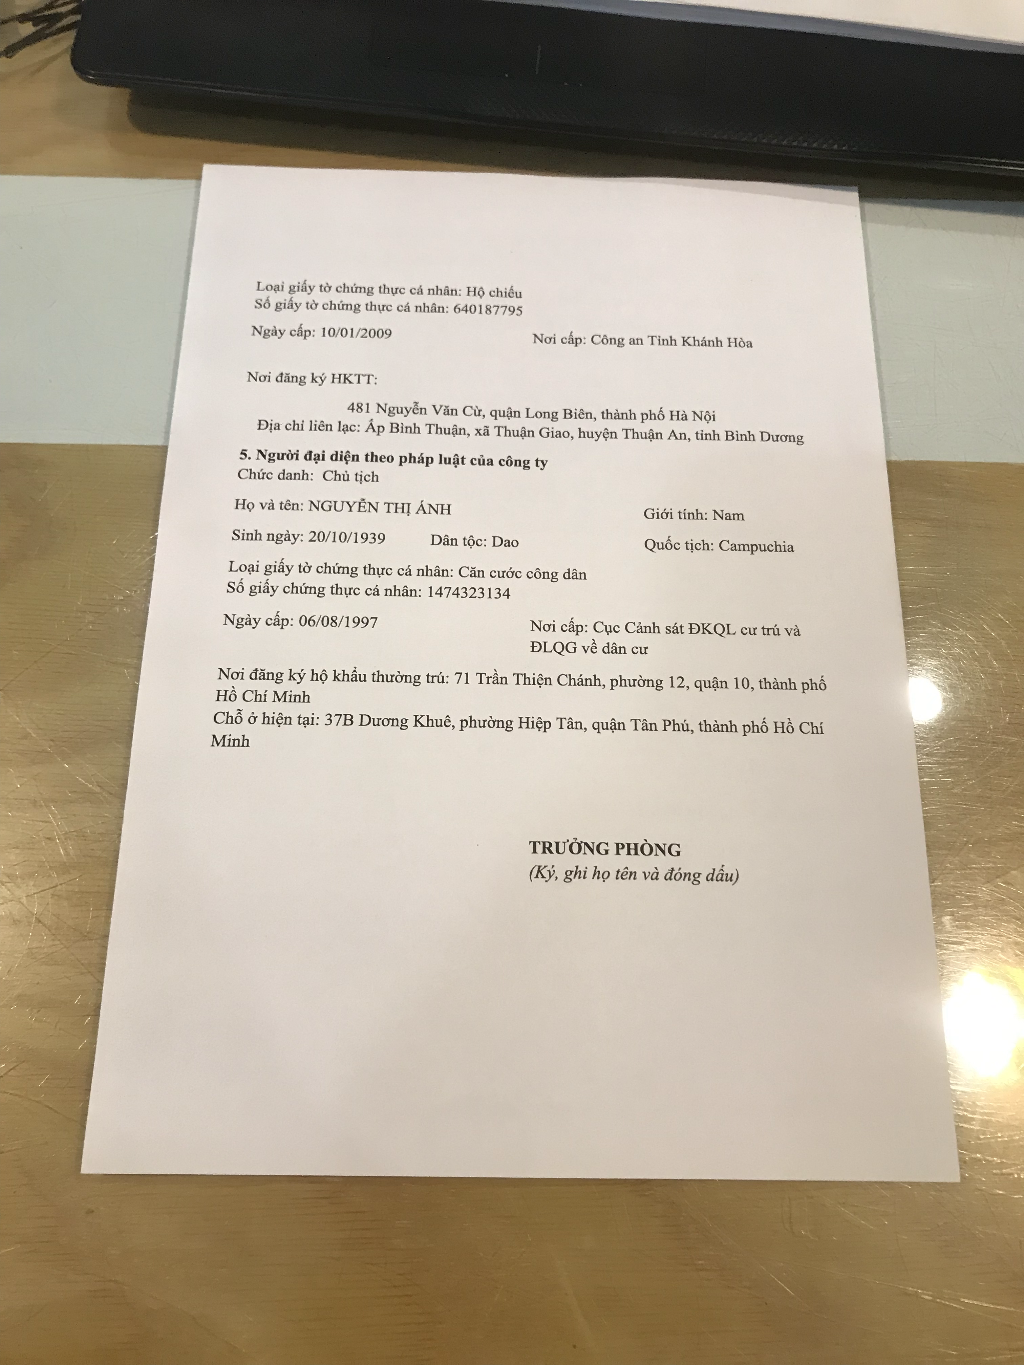 Loại giấy tờ chứng thực cá nhân: Hộ chiếu
Số giấy tờ chứng thực cá nhân: 640187795
Ngày cấp: 10/01/2009 Nơi cấp: Công an Tỉnh Khánh Hòa
Nơi đăng ký HKTT:
481 Nguyễn Văn Cừ, quận Long Biên, thành phố Hà Nội
Địa chỉ liên lạc: Ấp Bình Thuận, xã Thuận Giao, huyện Thuận An, tỉnh Bình Dương
5. Người đại diện theo pháp luật của công ty
Chức danh: Chủ tịch
Họ và tên: NGUYỄN THỊ ÁNH Giới tính: Nam
Sinh ngày: 20/10/1939 Dân tộc: Dao Quốc tịch: Campuchia
Loại giấy tờ chứng thực cá nhân: Căn cước công dân
Số giấy chứng thực cá nhân: 1474323134
Ngày cấp: 06/08/1997 Nơi cấp: Cục Cảnh sát ĐKQL cư trú và
ĐLQG về dân cư
Nơi đăng ký hộ khẩu thường trú: 71 Trần Thiện Chánh, phường 12, quận 10, thành phố
Hồ Chí Minh
Chỗ ở hiện tại: 37B Dương Khuê, phường Hiệp Tân, quận Tân Phú, thành phố Hồ Chí
Minh
TRƯỞNG PHÒNG
(Ký, ghi họ tên và đóng dấu)